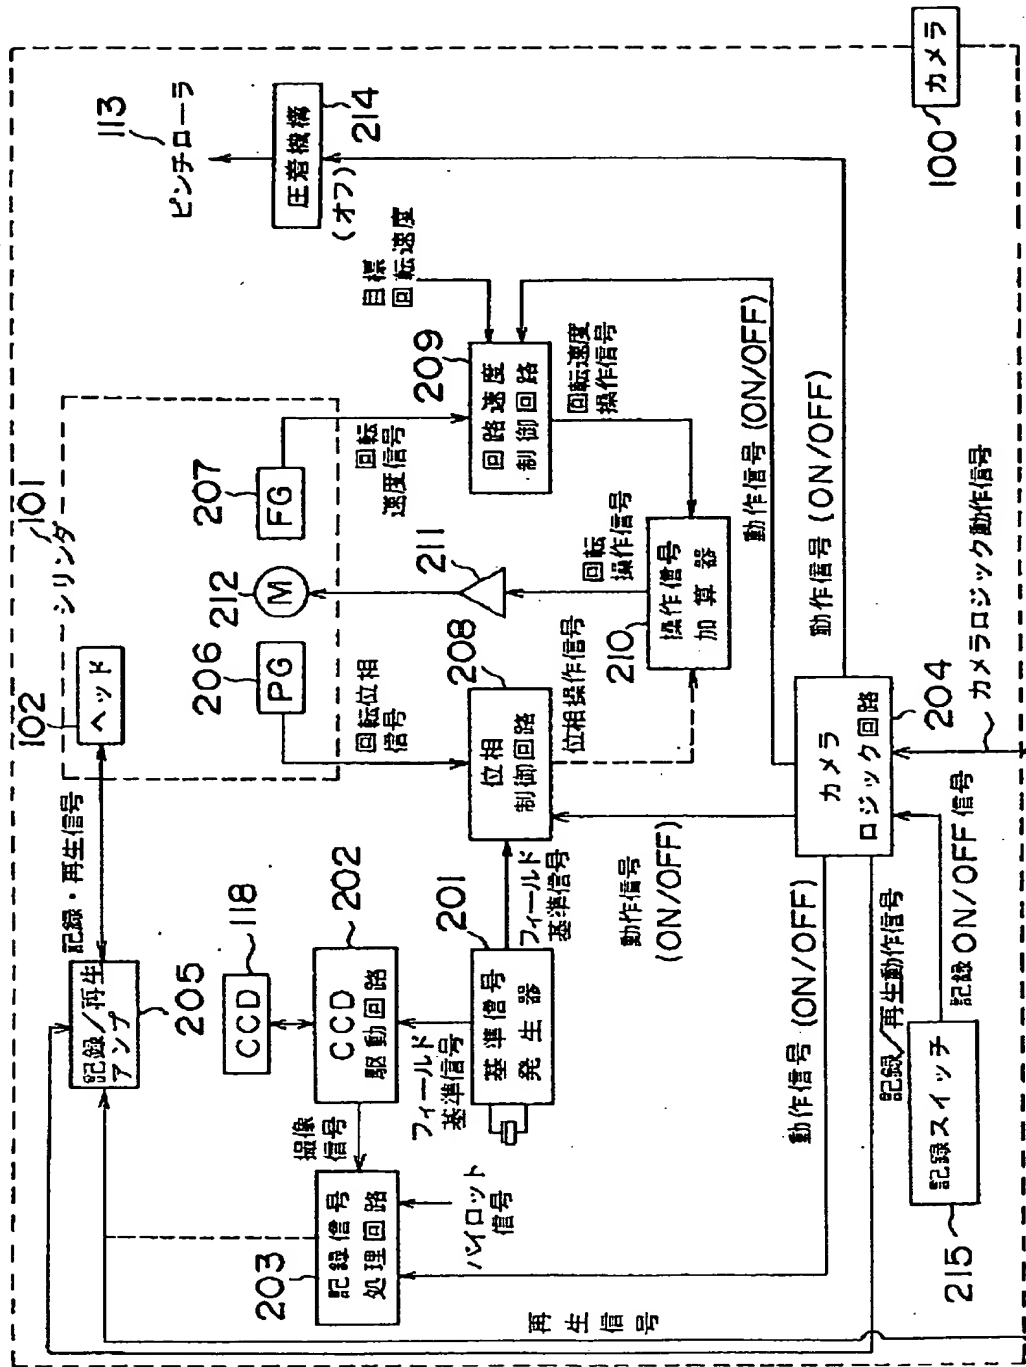 101
シリンダー
102
ヘッド
206
PG
212
M
207
FG
113
ピンチローラ
圧着機構
214
(オフ)
記録・再生信号
記録/再生
アンプ
205
118
CCD
202
CCD
駆動回路
撮像
信号
203
記録信号
処理回路
パイロット
信号
フィールド
基準信号
201
基準信号
発生器
フィールド
基準信号
回転位相
信号
208
位相
制御回路
位相操作信号
211
回転
操作信号
210
操作信号
加算器
回転
速度信号
209
回路速度
制御回路
目標
回転速度
回転速度
操作信号
動作信号
(ON/OFF)
動作信号 (ON/OFF)
動作信号 (ON/OFF)
動作信号 (ON/OFF)
カメラ
ロジック回路
204
カメラロジック動作信号
記録ON/OFF信号
記録/再生動作信号
記録スイッチ
215
再生信号
カメラ
100